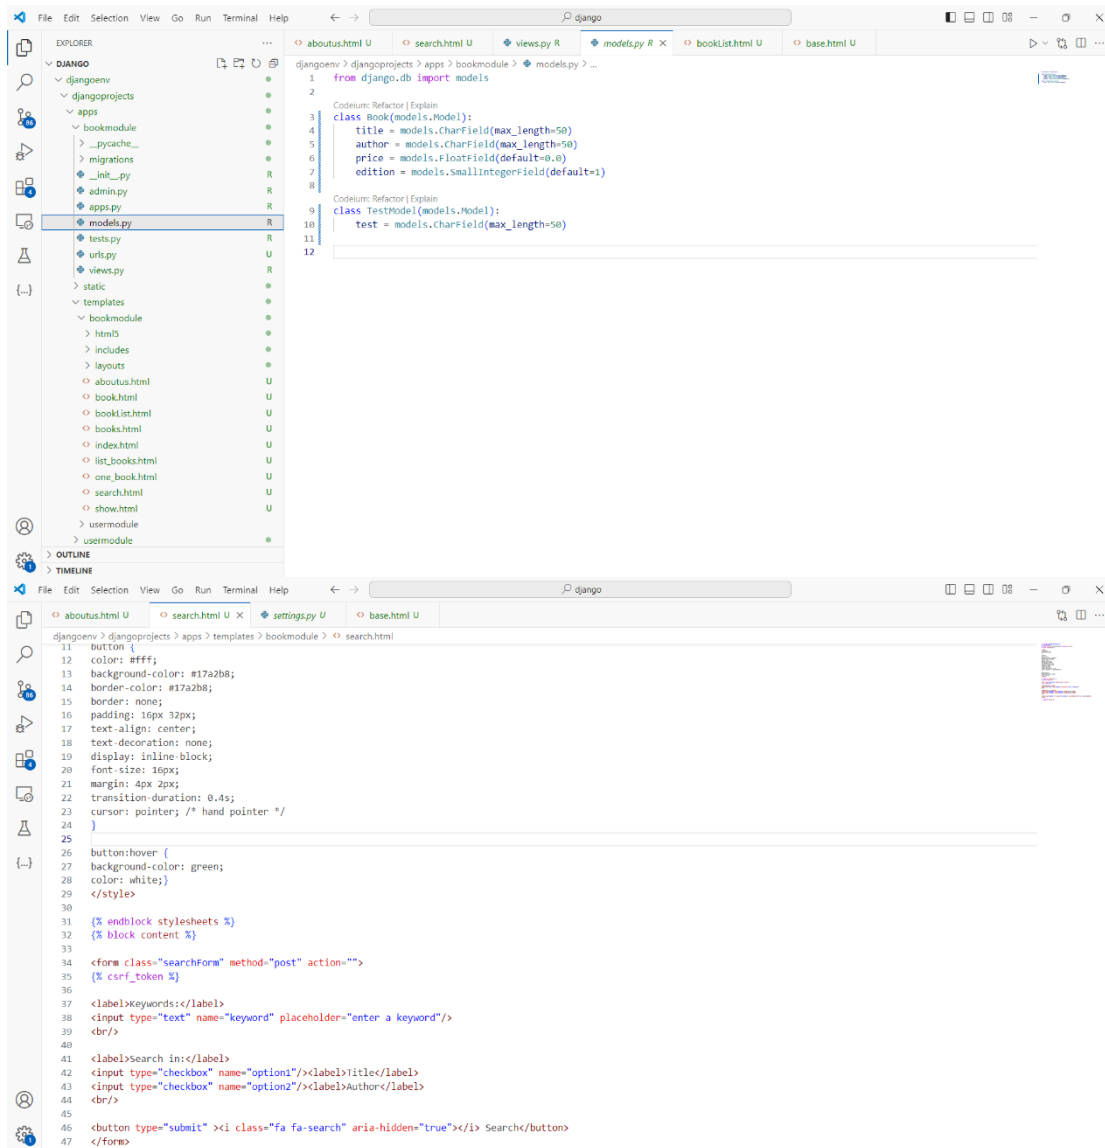 File Edit Selection View Go Run Terminal Help
django
EXPLORER
aboutus.html U
search.html U
views.py R
models.py R
bookList.html U
base.html U
DJANGO
djangoenv > djangoprojects > apps > bookmodule > models.py > ...
djangoenv
djangoprojects
apps
bookmodule
__pycache__
migrations
__init__.py R
admin.py R
apps.py R
models.py R
tests.py R
urls.py U
views.py R
static
templates
bookmodule
html5
includes
layouts
aboutus.html U
book.html U
bookList.html U
books.html U
index.html U
list_books.html U
one_book.html U
search.html U
show.html U
usermodule
usermodule
OUTLINE
TIMELINE
86
4
{...}
1
1 from django.db import models
2
Codeium: Refactor | Explain
3 class Book(models.Model):
4 title = models.CharField(max_length=50)
5 author = models.CharField(max_length=50)
6 price = models.FloatField(default=0.0)
7 edition = models.SmallIntegerField(default=1)
8
Codeium: Refactor | Explain
9 class TestModel(models.Model):
10 test = models.CharField(max_length=50)
11
12
File Edit Selection View Go Run Terminal Help
django
aboutus.html U
search.html U
settings.py U
base.html U
djangoenv > djangoprojects > apps > templates > bookmodule > search.html
86
4
{...}
1
11 button {
12 color: #fff;
13 background-color: #17a2b8;
14 border-color: #17a2b8;
15 border: none;
16 padding: 16px 32px;
17 text-align: center;
18 text-decoration: none;
19 display: inline-block;
20 font-size: 16px;
21 margin: 4px 2px;
22 transition-duration: 0.4s;
23 cursor: pointer; /* hand pointer */
24 }
25
26 button:hover {
27 background-color: green;
28 color: white;}
29 </style>
30
31 {% endblock stylesheets %}
32 {% block content %}
33
34 <form class="searchForm" method="post" action="">
35 {% csrf_token %}
36
37 <label>Keywords:</label>
38 <input type="text" name="keyword" placeholder="enter a keyword"/>
39 <br/>
40
41 <label>Search in:</label>
42 <input type="checkbox" name="option1"/><label>Title</label>
43 <input type="checkbox" name="option2"/><label>Author</label>
44 <br/>
45
46 <button type="submit" ><i class="fa fa-search" aria-hidden="true"></i> Search</button>
47 </form>